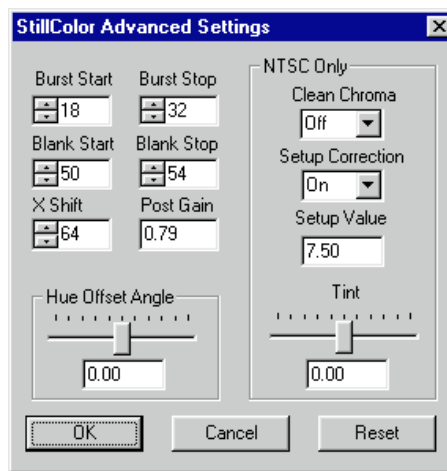 StillColor Advanced Settings
Burst Start
Burst Stop
18
32
Blank Start
Blank Stop
50
54
X Shift
Post Gain
64
0.79
Hue Offset Angle
0.00
NTSC Only
Clean Chroma
Off
Setup Correction
On
Setup Value
7.50
Tint
0.00
OK
Cancel
Reset